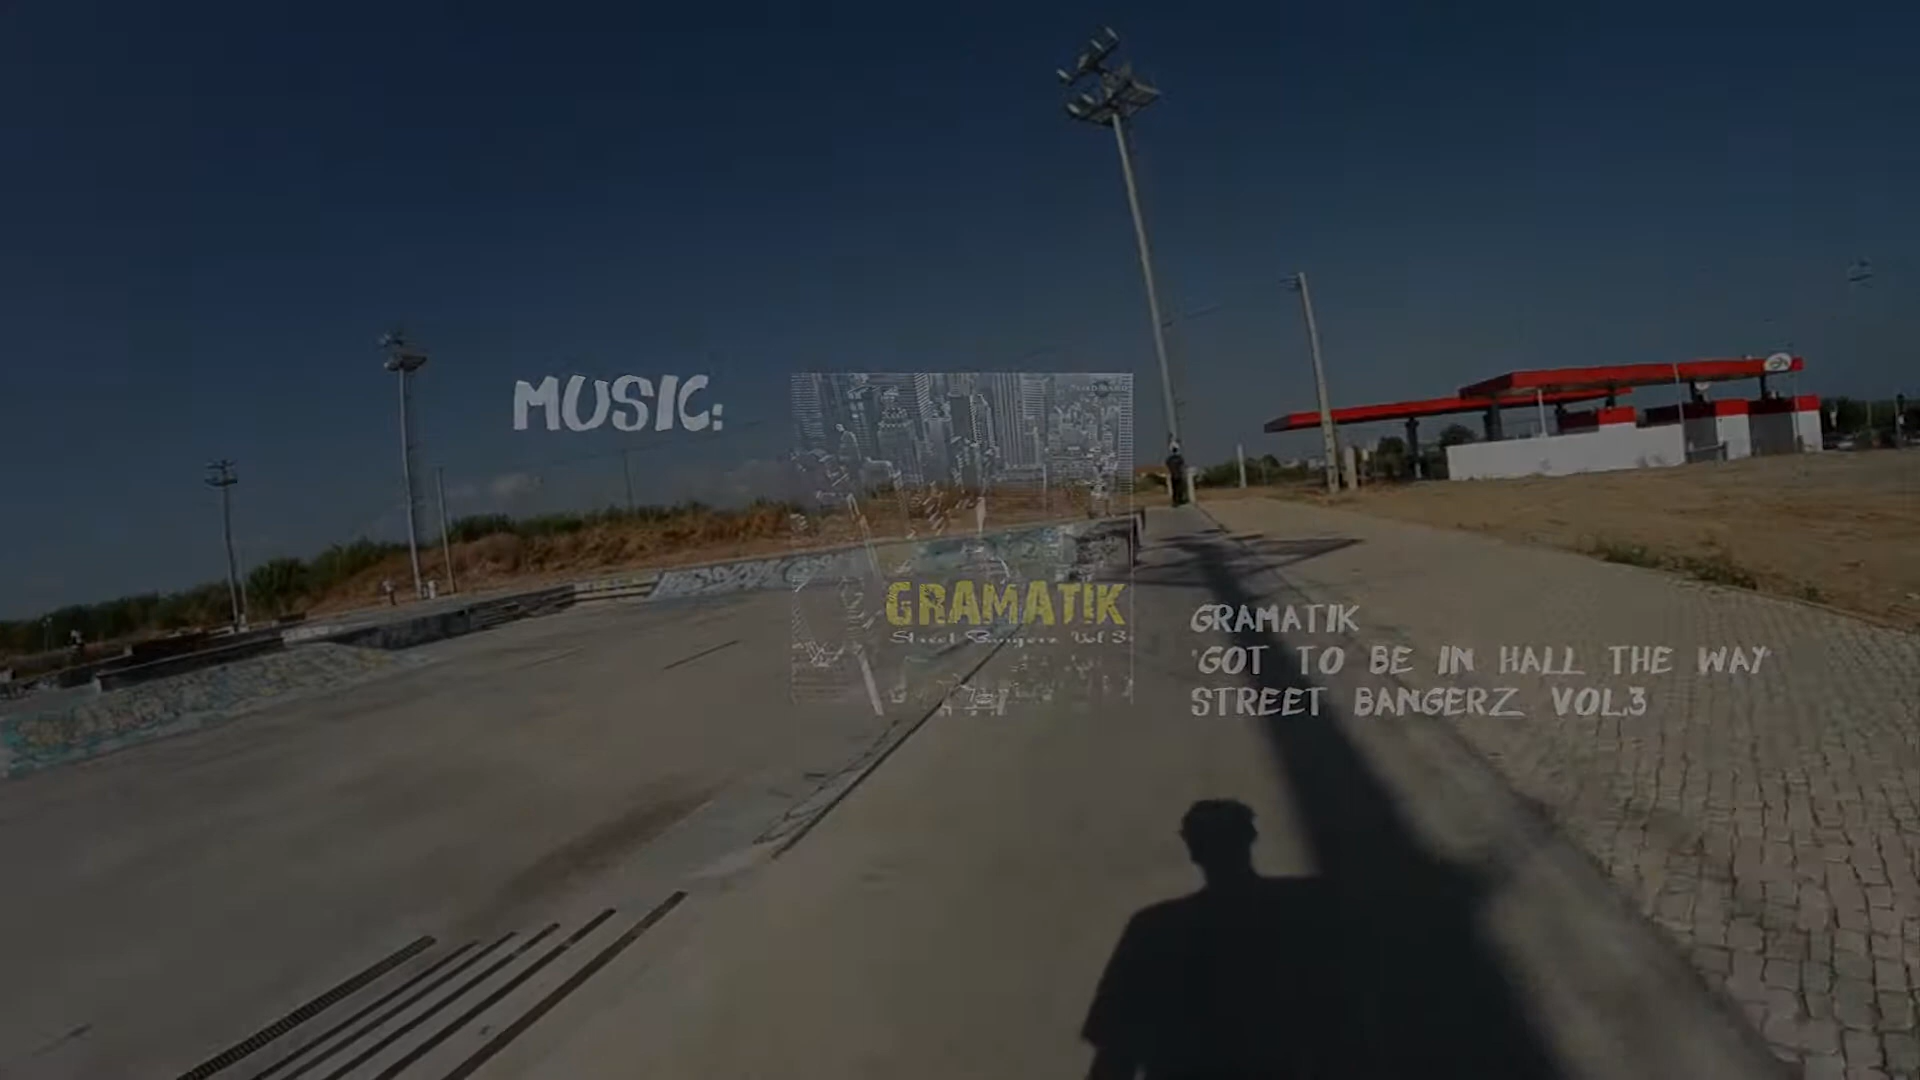 MUSIC:
GRAMATIK
Street Bangerz Vol 3
GRAMATIK
"GOT TO BE IN HALL THE WAY"
STREET BANGERZ VOL.3